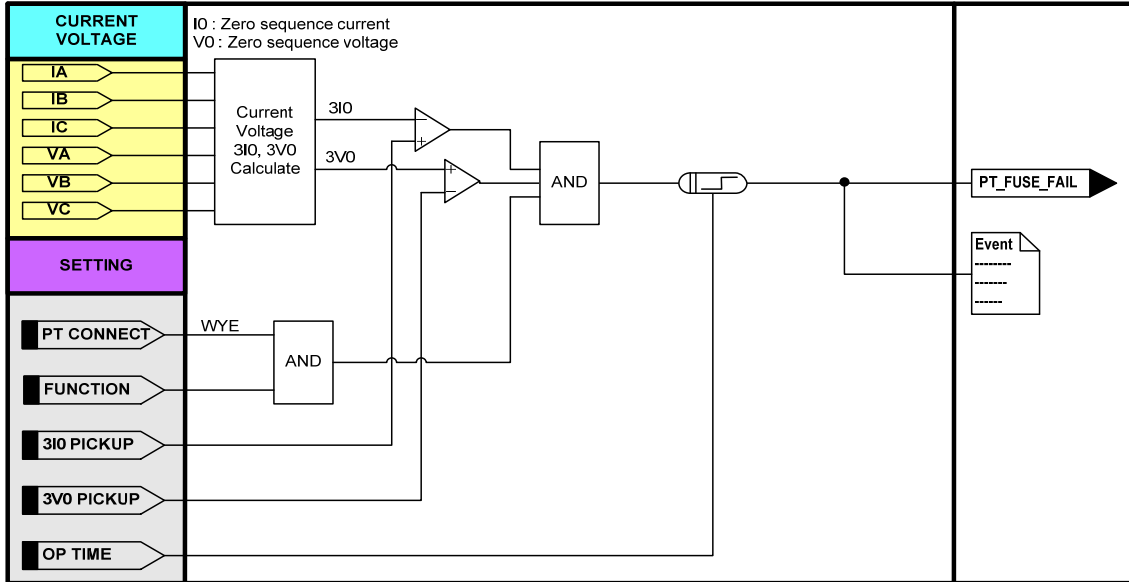 CURRENT
VOLTAGE
I0 : Zero sequence current
V0 : Zero sequence voltage
IA
IB
IC
VA
VB
VC
Current
Voltage
3I0, 3V0
Calculate
3I0
3V0
AND
PT_FUSE_FAIL
Event
--------
-------
------
SETTING
PT CONNECT
WYE
AND
FUNCTION
3I0 PICKUP
3V0 PICKUP
OP TIME